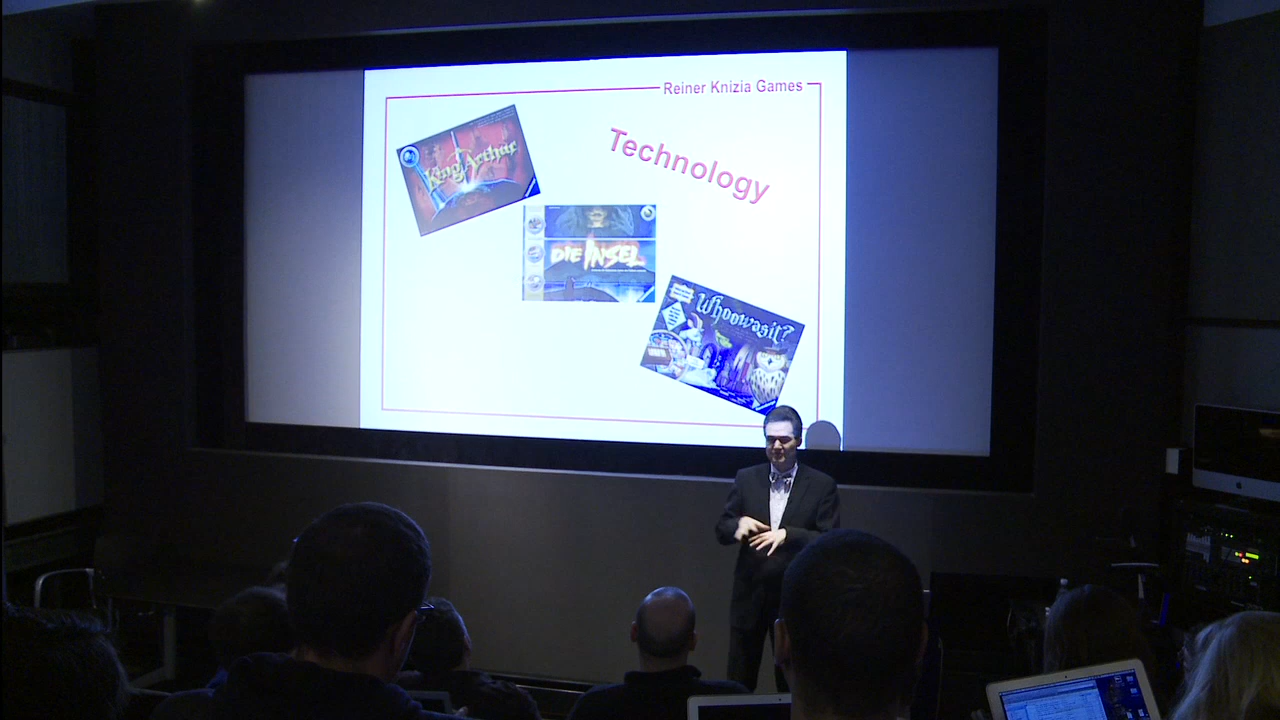 Reiner Knizia Games
Technology
King Arthur
DIE INSEL
Whoowasit?